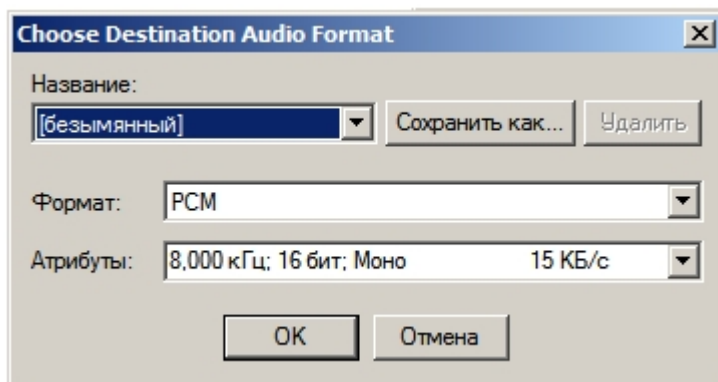 Choose Destination Audio Format
Название:
[безымянный] Сохранить как... Удалить
Формат: PCM
Атрибуты: 8,000 кГц; 16 бит; Моно 15 КБ/с
OK Отмена